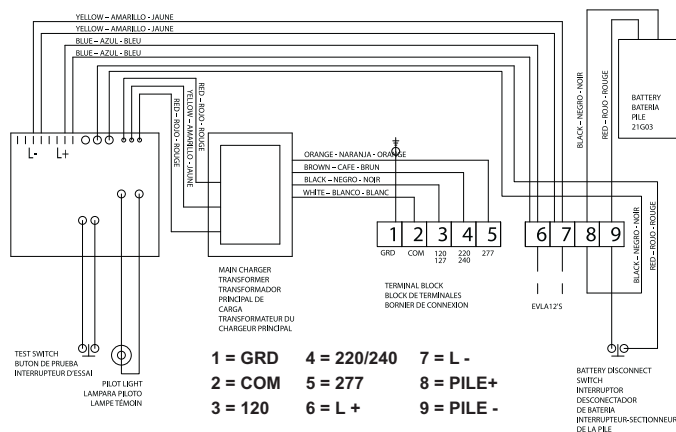 YELLOW – AMARILLO - JAUNE
YELLOW – AMARILLO - JAUNE
BLUE – AZUL - BLEU
BLUE – AZUL - BLEU
L-
L+
RED – ROJO - ROUGE
YELLOW – AMARILLO - JAUNE
RED – ROJO - ROUGE
ORANGE - NARANJA - ORANGE
BROWN – CAFE - BRUN
BLACK – NEGRO - NOIR
WHITE – BLANCO - BLANC
BLACK – NEGRO - NOIR
RED – ROJO - ROUGE
BATTERY
BATERIA
PILE
21G03
BLACK – NEGRO - NOIR
RED – ROJO - ROUGE
1 2 3 4 5
GRD COM 120 220 277
127 240
6 7 8 9
EVLA12'S
MAIN CHARGER
TRANSFORMER
TRANSFORMADOR
PRINCIPAL DE
CARGA
TRANSFORMATEUR DU
CHARGEUR PRINCIPAL
TERMINAL BLOCK
BLOCK DE TERMINALES
BORNIER DE CONNEXION
TEST SWITCH
BUTON DE PRUEBA
INTERRUPTEUR D'ESSAI
PILOT LIGHT
LAMPARA PILOTO
LAMPE TÉMOIN
1 = GRD 4 = 220/240 7 = L -
2 = COM 5 = 277 8 = PILE+
3 = 120 6 = L + 9 = PILE -
BATTERY DISCONNECT
SWITCH
INTERRUPTOR
DESCONECTADOR
DE BATERIA
INTERRUPTEUR-SECTIONNEUR
DE LA PILE